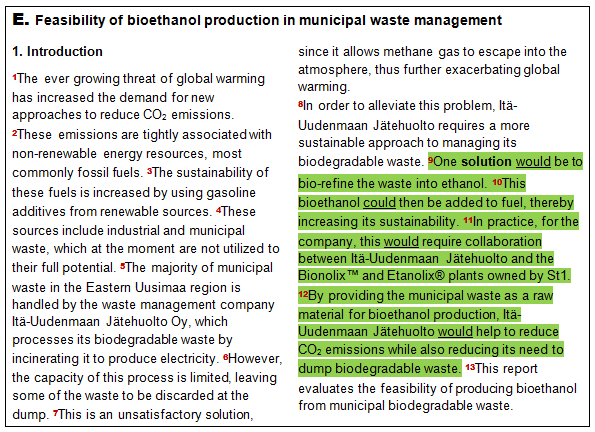 E. Feasibility of bioethanol production in municipal waste management
1. Introduction
1The ever growing threat of global warming
has increased the demand for new
approaches to reduce CO₂ emissions.
2These emissions are tightly associated with
non-renewable energy resources, most
commonly fossil fuels. 3The sustainability of
these fuels is increased by using gasoline
additives from renewable sources. 4These
sources include industrial and municipal
waste, which at the moment are not utilized to
their full potential. 5The majority of municipal
waste in the Eastern Uusimaa region is
handled by the waste management company
Itä-Uudenmaan Jätehuolto Oy, which
processes its biodegradable waste by
incinerating it to produce electricity. 6However,
the capacity of this process is limited, leaving
some of the waste to be discarded at the
dump. 7This is an unsatisfactory solution,
since it allows methane gas to escape into the
atmosphere, thus further exacerbating global
warming.
8In order to alleviate this problem, Itä-
Uudenmaan Jätehuolto requires a more
sustainable approach to managing its
biodegradable waste. 9One solution would be to
bio-refine the waste into ethanol. 10This
bioethanol could then be added to fuel, thereby
increasing its sustainability. 11In practice, for the
company, this would require collaboration
between Itä-Uudenmaan Jätehuolto and the
Bionolix™ and Etanolix® plants owned by St1.
12By providing the municipal waste as a raw
material for bioethanol production, Itä-
Uudenmaan Jätehuolto would help to reduce
CO₂ emissions while also reducing its need to
dump biodegradable waste. 13This report
evaluates the feasibility of producing bioethanol
from municipal biodegradable waste.